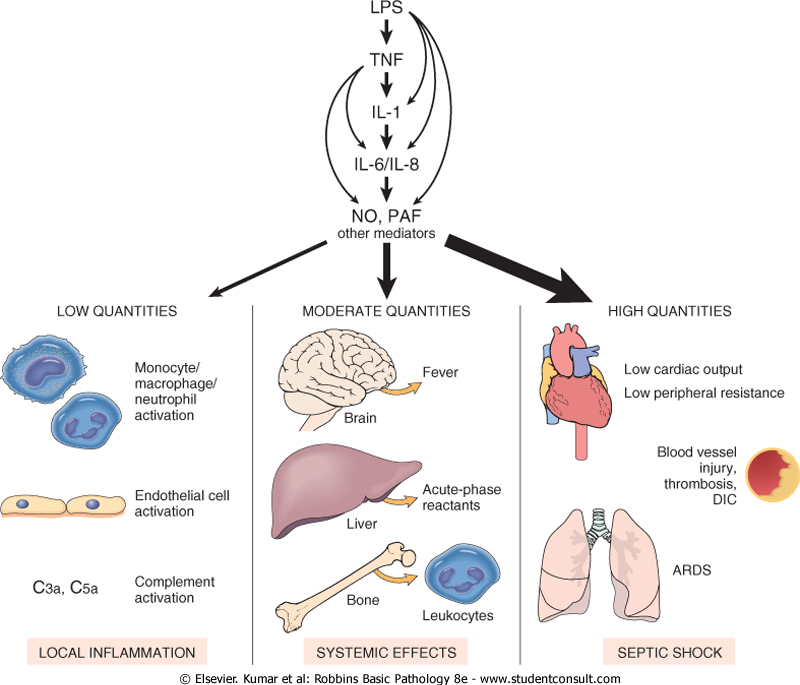 LPS
TNF
IL-1
IL-6/IL-8
NO, PAF
other mediators
LOW QUANTITIES
Monocyte/
macrophage/
neutrophil
activation
Endothelial cell
activation
C3a, C5a
Complement
activation
LOCAL INFLAMMATION
MODERATE QUANTITIES
Fever
Brain
Acute-phase
reactants
Liver
Bone
Leukocytes
SYSTEMIC EFFECTS
HIGH QUANTITIES
Low cardiac output
Low peripheral resistance
Blood vessel
injury,
thrombosis,
DIC
ARDS
SEPTIC SHOCK
© Elsevier. Kumar et al: Robbins Basic Pathology 8e - www.studentconsult.com